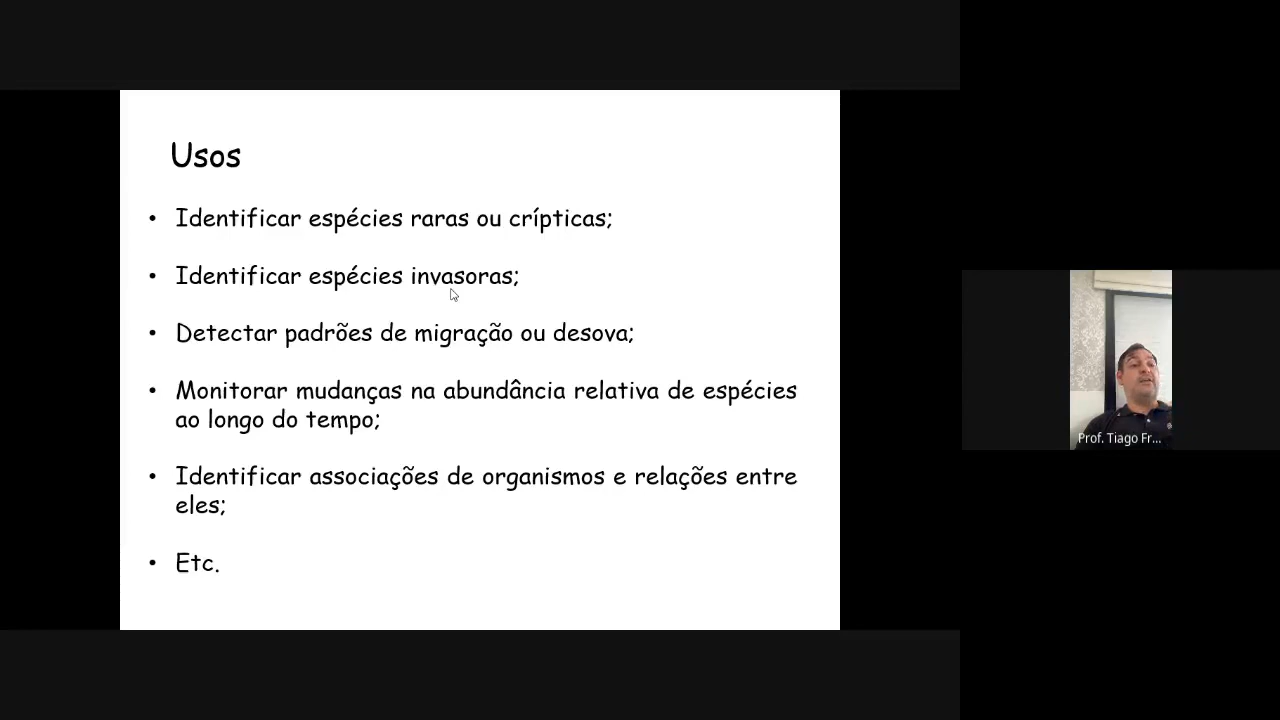 Usos
• Identificar espécies raras ou crípticas;
• Identificar espécies invasoras;
• Detectar padrões de migração ou desova;
• Monitorar mudanças na abundância relativa de espécies
ao longo do tempo;
• Identificar associações de organismos e relações entre
eles;
• Etc.
Prof. Tiago Fr...